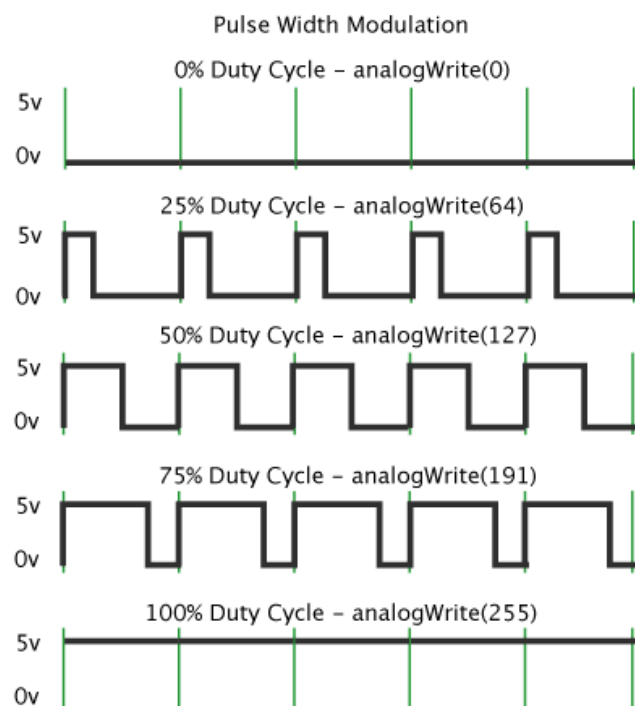 Pulse Width Modulation
0% Duty Cycle – analogWrite(0)
5v
0v
25% Duty Cycle – analogWrite(64)
5v
0v
50% Duty Cycle – analogWrite(127)
5v
0v
75% Duty Cycle – analogWrite(191)
5v
0v
100% Duty Cycle – analogWrite(255)
5v
0v